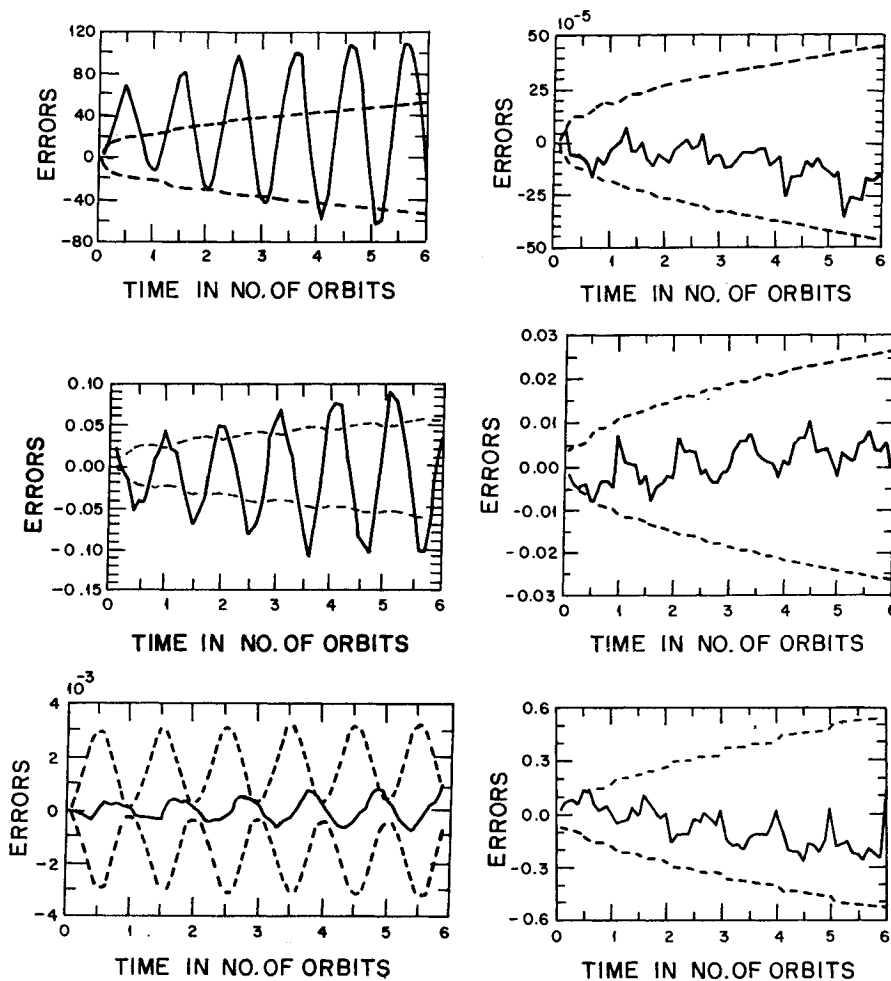 120
80
40
0
-40
-80
ERRORS
0 1 2 3 4 5 6
TIME IN NO. OF ORBITS
10-5
50
25
0
-25
-50
ERRORS
0 1 2 3 4 5 6
TIME IN NO. OF ORBITS
0.10
0.05
0.00
-0.05
-0.10
-0.15
ERRORS
0 1 2 3 4 5 6
TIME IN NO. OF ORBITS
0.03
0.02
0.01
0.00
-0.01
-0.02
-0.03
ERRORS
0 1 2 3 4 5 6
TIME IN NO. OF ORBITS
10-3
4
2
0
-2
-4
ERRORS
0 1 2 3 4 5 6
TIME IN NO. OF ORBITS
0.6
0.3
0.0
-0.3
-0.6
ERRORS
0 1 2 3 4 5 6
TIME IN NO. OF ORBITS